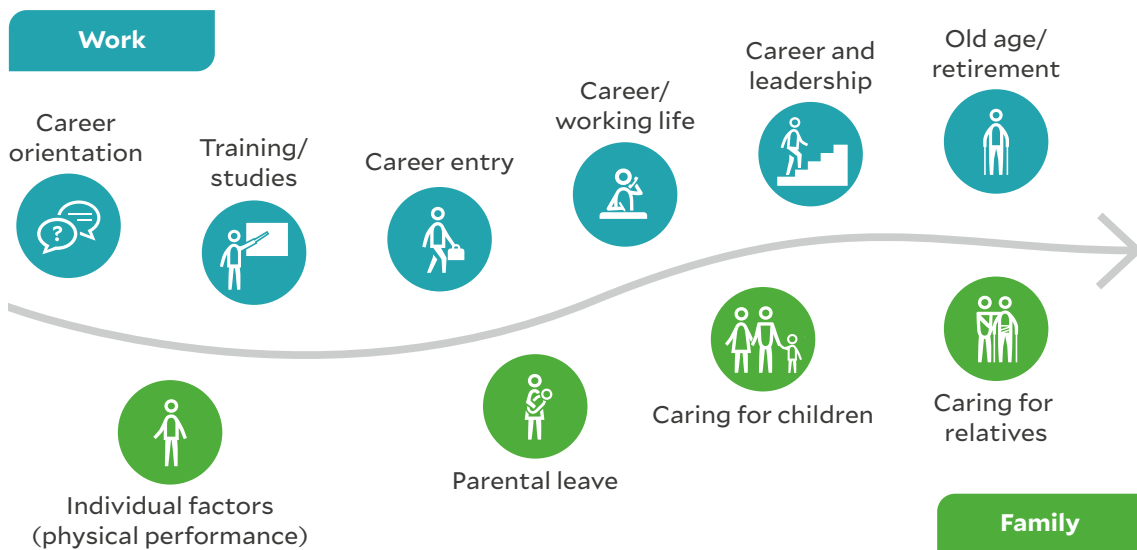 Work
Career
orientation
?
Training/
studies
Career entry
Career/
working life
Career and
leadership
Old age/
retirement
Individual factors
(physical performance)
Parental leave
Caring for children
Caring for
relatives
Family